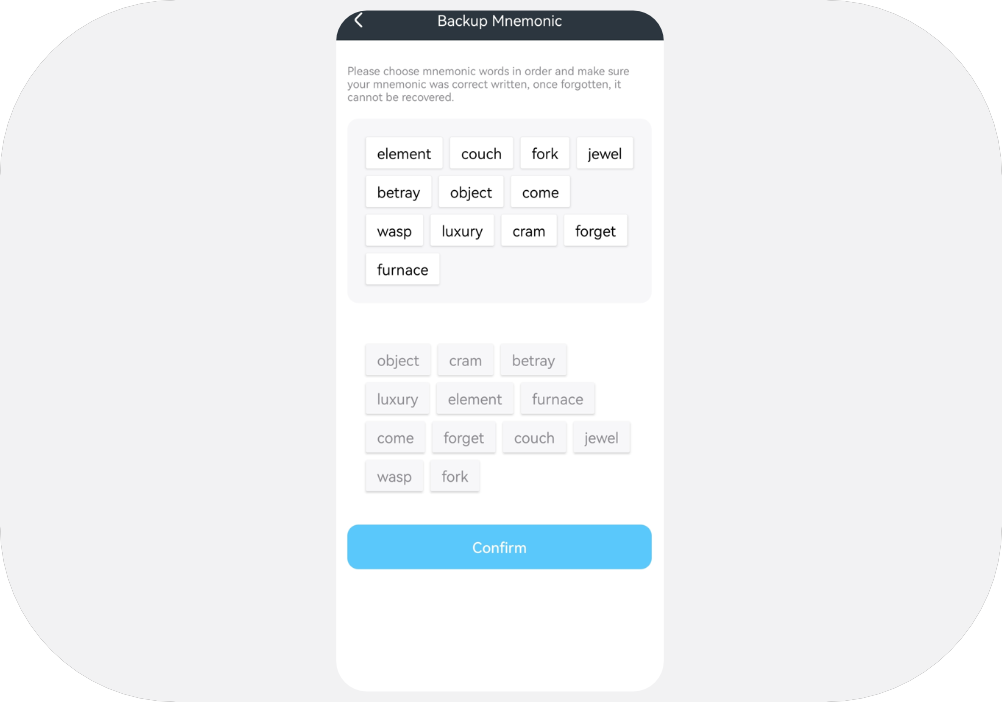 Backup Mnemonic
Please choose mnemonic words in order and make sure
your mnemonic was correct written, once forgotten, it
cannot be recovered.
element couch fork jewel
betray object come
wasp luxury cram forget
furnace
object cram betray
luxury element furnace
come forget couch jewel
wasp fork
Confirm